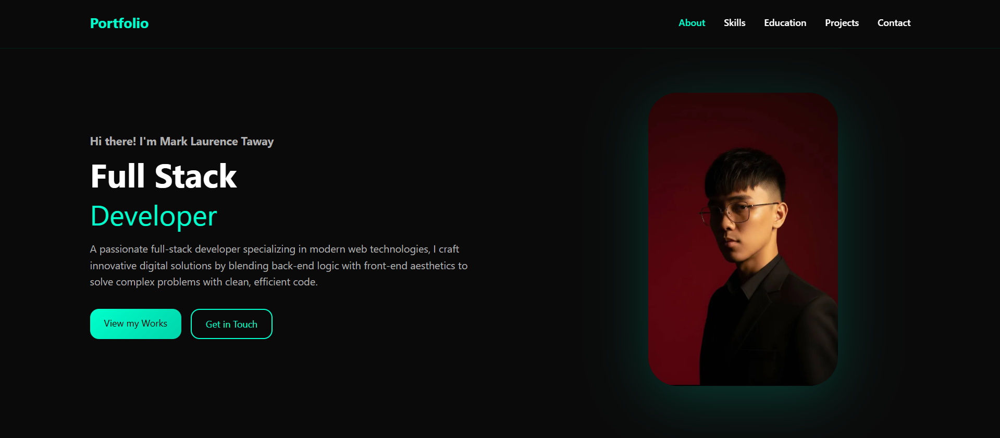 Portfolio
About Skills Education Projects Contact
Hi there! I'm Mark Laurence Taway
Full Stack
Developer
A passionate full-stack developer specializing in modern web technologies, I craft
innovative digital solutions by blending back-end logic with front-end aesthetics to
solve complex problems with clean, efficient code.
View my Works
Get in Touch